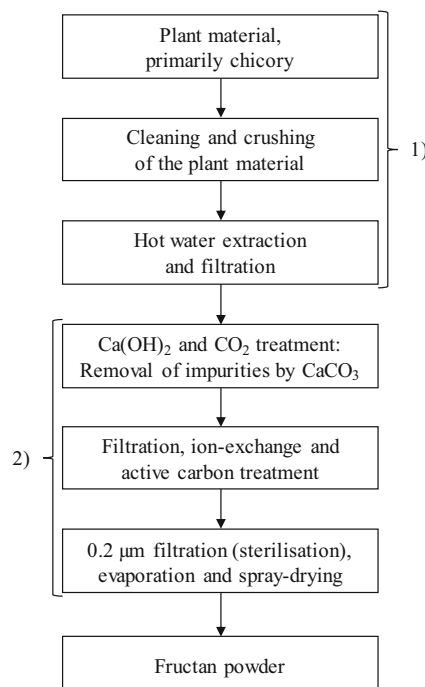 Plant material,
primarily chicory
Cleaning and crushing
of the plant material
1)
Hot water extraction
and filtration
Ca(OH)₂ and CO₂ treatment:
Removal of impurities by CaCO₃
2)
Filtration, ion-exchange and
active carbon treatment
0.2 µm filtration (sterilisation),
evaporation and spray-drying
Fructan powder